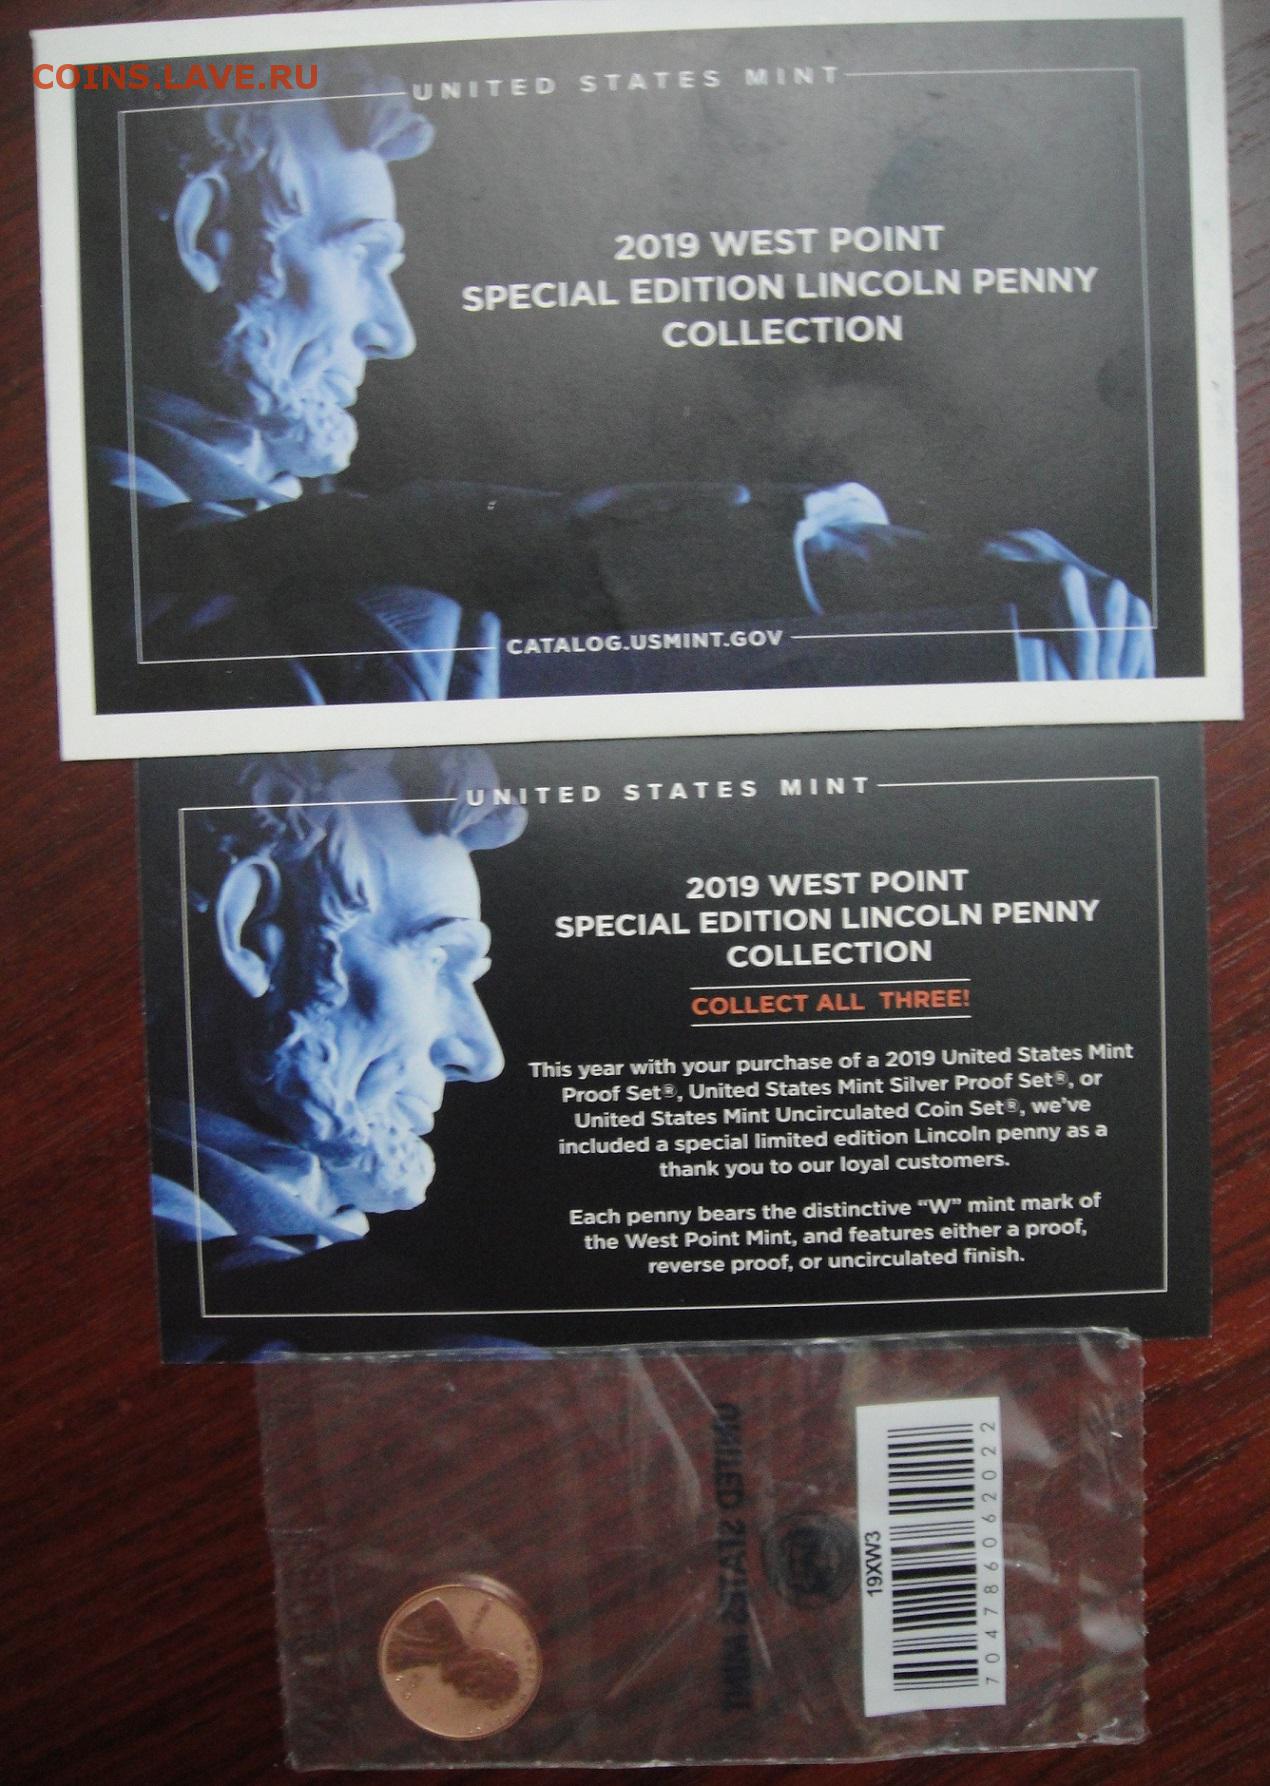 COINS.LAVE.RU
UNITED STATES MINT
2019 WEST POINT
SPECIAL EDITION LINCOLN PENNY
COLLECTION
CATALOG.USMINT.GOV
UNITED STATES MINT
2019 WEST POINT
SPECIAL EDITION LINCOLN PENNY
COLLECTION
COLLECT ALL THREE!
This year with your purchase of a 2019 United States Mint
Proof Set®, United States Mint Silver Proof Set®, or
United States Mint Uncirculated Coin Set®, we've
included a special limited edition Lincoln penny as a
thank you to our loyal customers.
Each penny bears the distinctive “W” mint mark of
the West Point Mint, and features either a proof,
reverse proof, or uncirculated finish.
UNITED STATES MINT
19XW3
704786062022